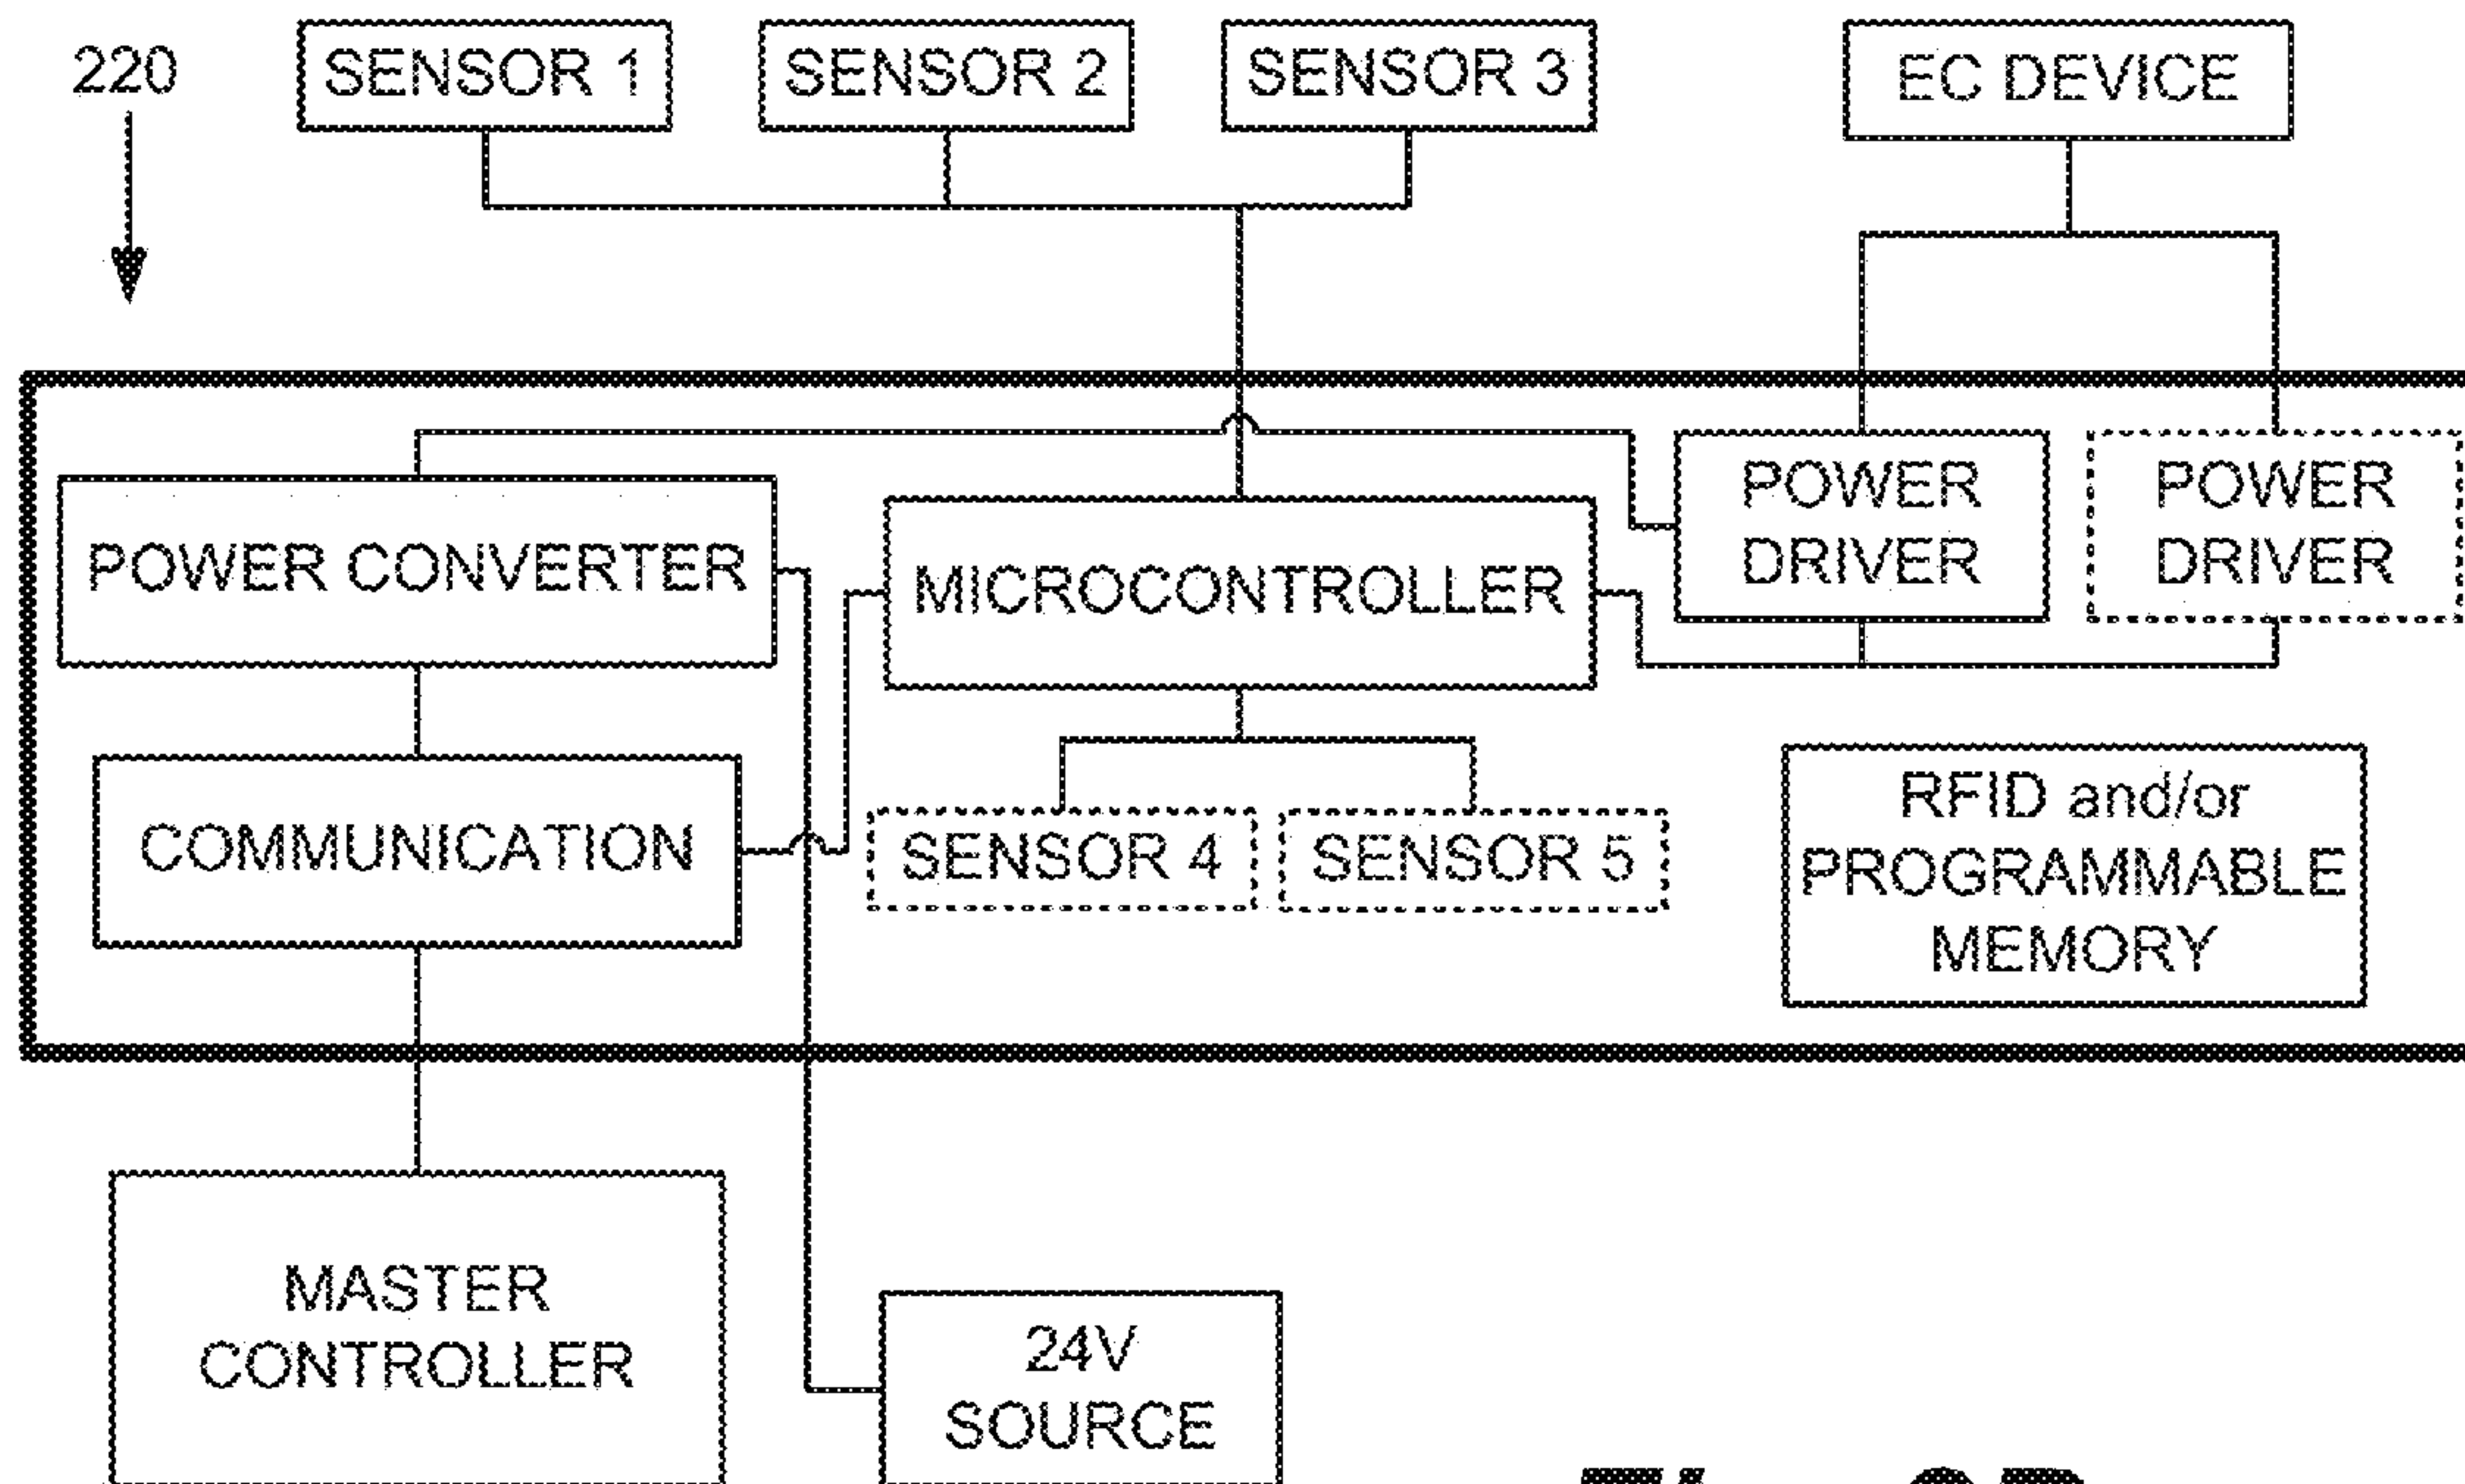 220
SENSOR 1
SENSOR 2
SENSOR 3
EC DEVICE
POWER CONVERTER
MICROCONTROLLER
POWER
DRIVER
POWER
DRIVER
COMMUNICATION
SENSOR 4
SENSOR 5
RFID and/or
PROGRAMMABLE
MEMORY
MASTER
CONTROLLER
24V
SOURCE